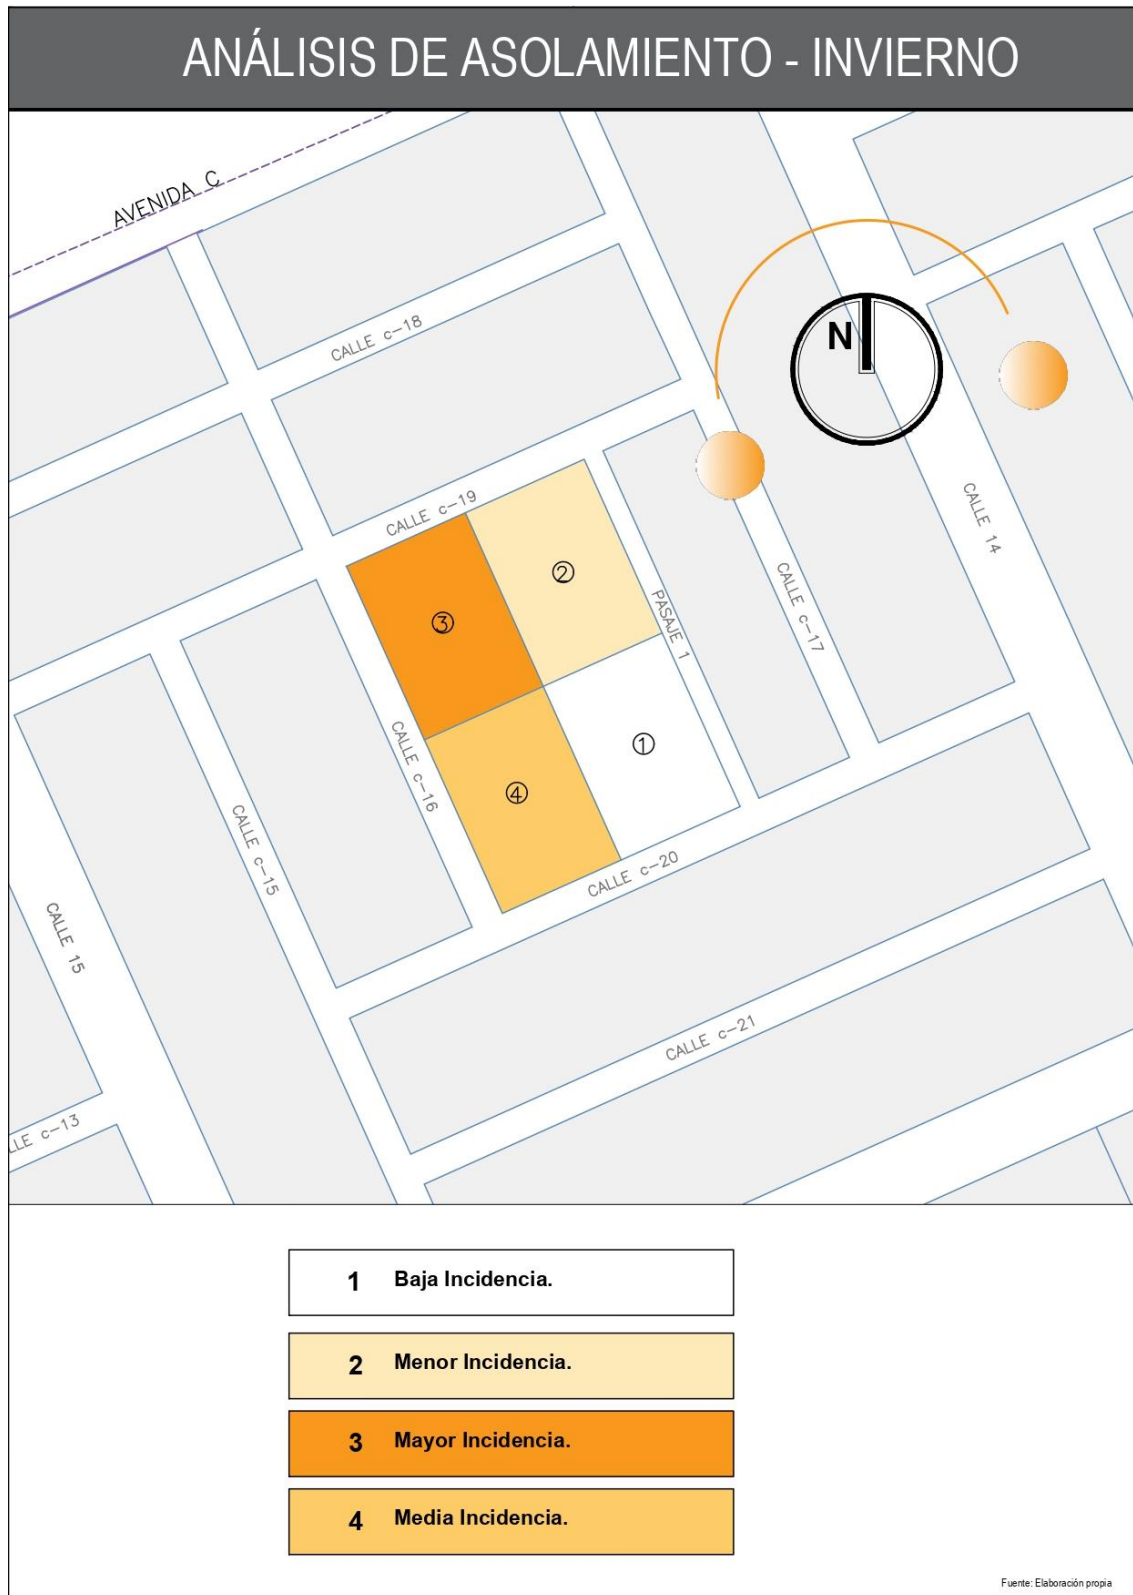 ANÁLISIS DE ASOLAMIENTO - INVIERNO
AVENIDA C
CALLE c-18
N
CALLE c-19
CALLE 14
②
CALLE c-17
PASAJE 1
③
①
CALLE c-16
④
CALLE c-15
CALLE c-20
CALLE 15
CALLE c-21
LLE c-13
1 Baja Incidencia.
2 Menor Incidencia.
3 Mayor Incidencia.
4 Media Incidencia.
Fuente: Elaboración propia